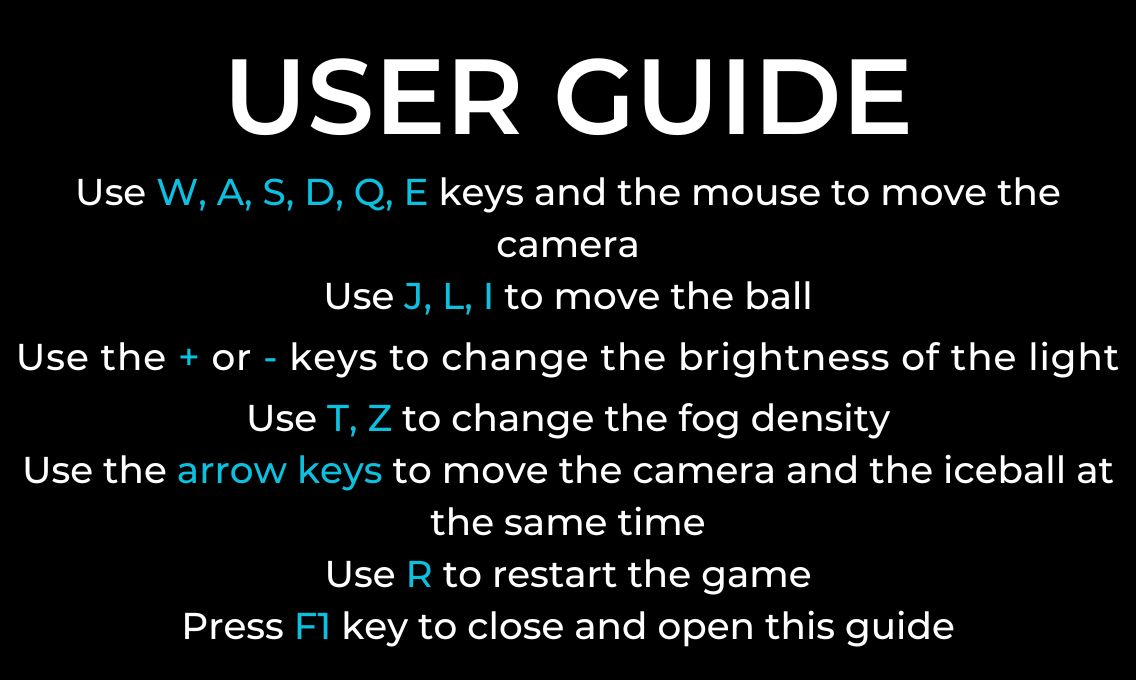 USER GUIDE
Use W, A, S, D, Q, E keys and the mouse to move the
camera
Use J, L, I to move the ball
Use the + or - keys to change the brightness of the light
Use T, Z to change the fog density
Use the arrow keys to move the camera and the iceball at
the same time
Use R to restart the game
Press F1 key to close and open this guide